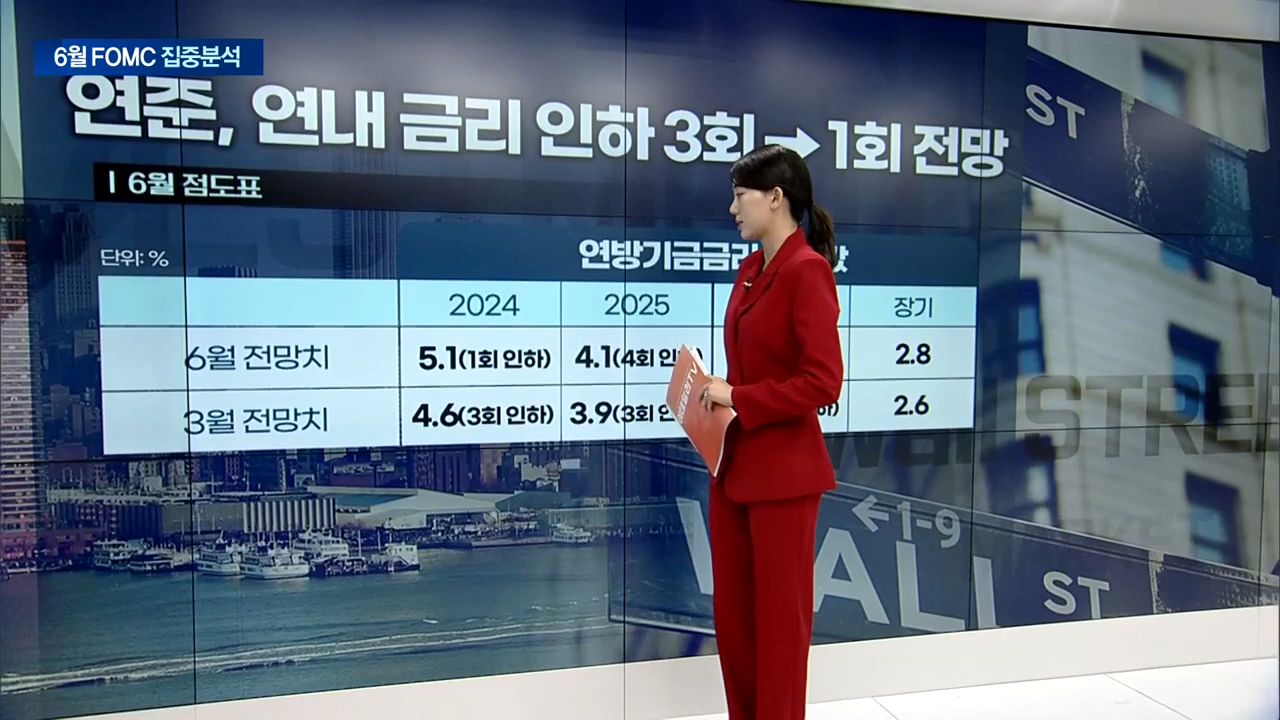 6월 FOMC 집중분석
연준, 연내 금리 인하 3회 → 1회 전망
6월 점도표
단위: %
연방기금금리
2024 2025 장기
6월 전망치 5.1(1회 인하) 4.1(4회 2.8
3월 전망치 4.6(3회 인하) 3.9(3회 2.6
ST
Wall STREE
←1-9
WALL ST